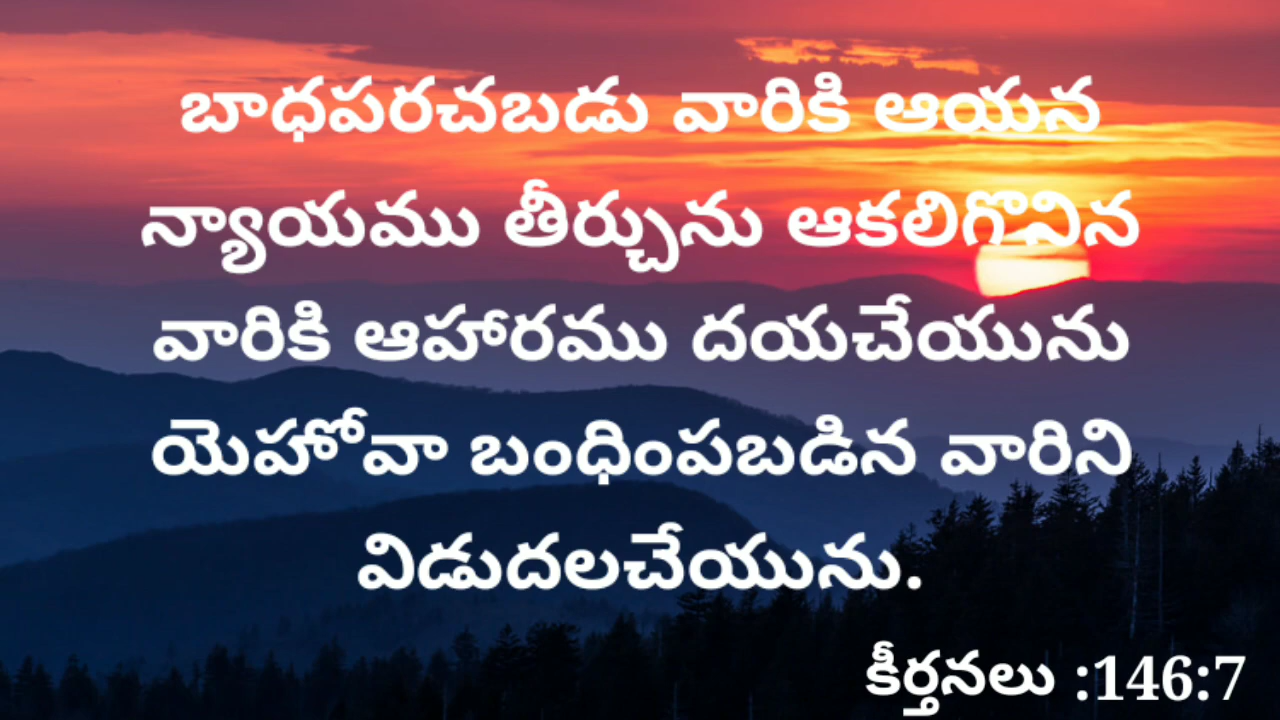 బాధపరచబడు వారికి ఆయన
న్యాయము తీర్చును ఆకలిగొనిన
వారికి ఆహారము దయచేయును
యెహోవా బంధింపబడిన వారిని
విడుదలచేయును.
కీర్తనలు :146:7